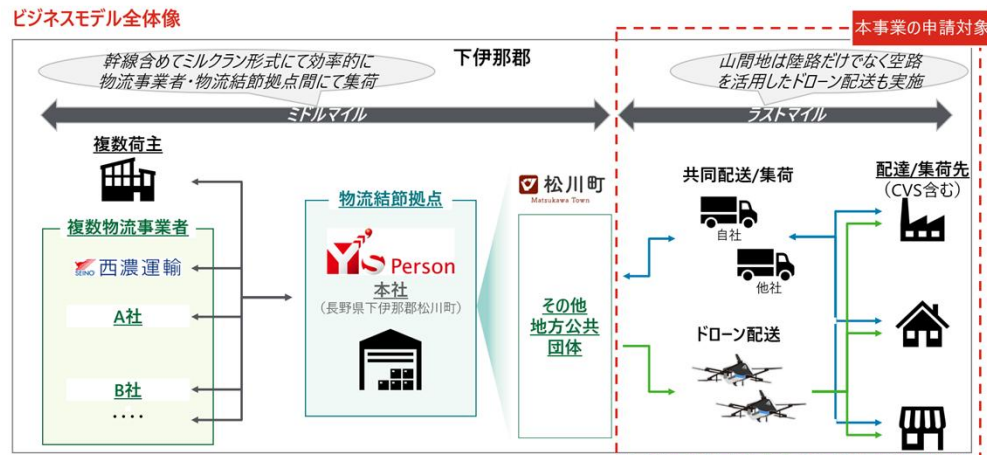 ビジネスモデル全体像
本事業の申請対象
下伊那郡
幹線含めてミルクラン形式にて効率的に
物流事業者・物流結節拠点間にて集荷
山間地は陸路だけでなく空路
を活用したドローン配送も実施
ミドルマイル
ラストマイル
複数荷主
複数物流事業者
SEINO 西濃運輸
A社
B社
‥‥
物流結節拠点
Y'S Person
本社
（長野県下伊那郡松川町）
松川町
Matsukawa Town
その他
地方公共
団体
共同配送/集荷
自社
他社
ドローン配送
配達/集荷先
（CVS含む）